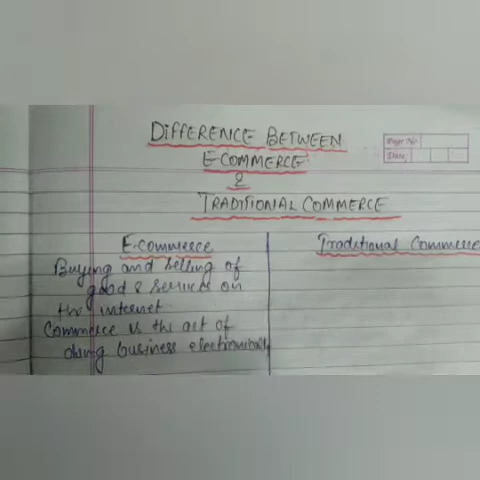 DIFFERENCE BETWEEN
E-COMMERCE
&
TRADITIONAL COMMERCE
Page No.
Date:
E-commerce
Traditional Commerce
Buying and selling of
good & services on
the internet
Commerce is the act of
doing business electronically